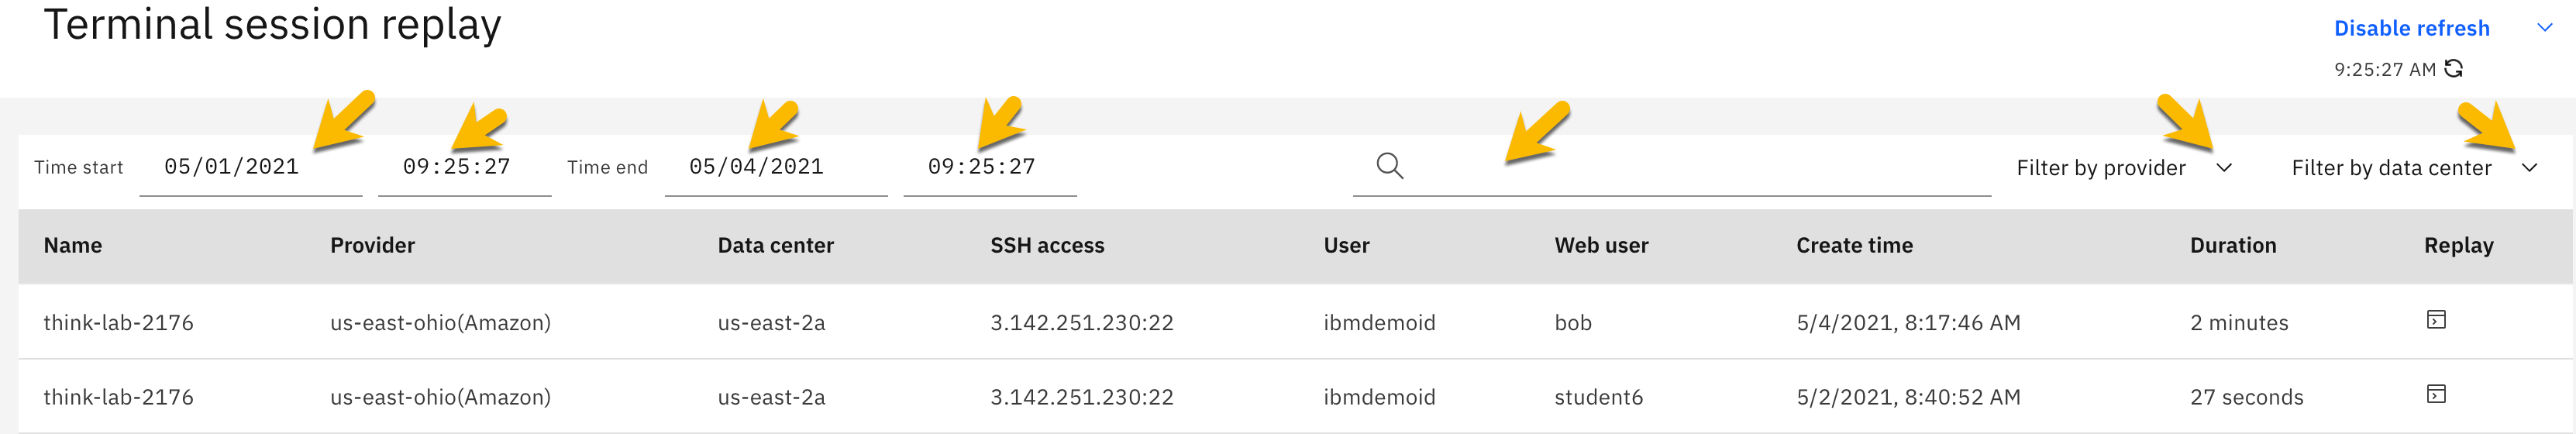 Terminal session replay
Disable refresh
9:25:27 AM
Time start 05/01/2021 09:25:27 Time end 05/04/2021 09:25:27 Filter by provider Filter by data center
Name Provider Data center SSH access User Web user Create time Duration Replay
think-lab-2176 us-east-ohio(Amazon) us-east-2a 3.142.251.230:22 ibmdemoid bob 5/4/2021, 8:17:46 AM 2 minutes
think-lab-2176 us-east-ohio(Amazon) us-east-2a 3.142.251.230:22 ibmdemoid student6 5/2/2021, 8:40:52 AM 27 seconds